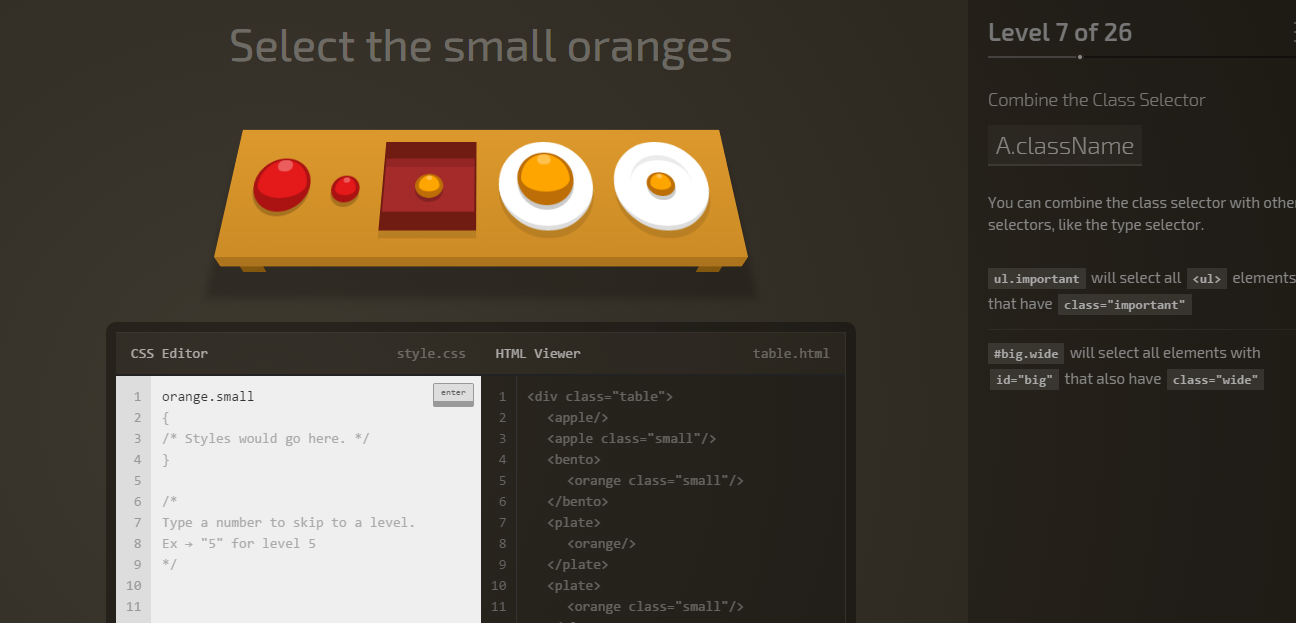 Select the small oranges
CSS Editor
style.css
HTML Viewer
table.html
1
orange.small
enter
2
{
3
/* Styles would go here. */
4
}
5
6
/*
7
Type a number to skip to a level.
8
Ex → "5" for level 5
9
*/
10
11
1
<div class="table">
2
<apple/>
3
<apple class="small"/>
4
<bento>
5
<orange class="small"/>
6
</bento>
7
<plate>
8
<orange/>
9
</plate>
10
<plate>
11
<orange class="small"/>
Level 7 of 26
Combine the Class Selector
A.className
You can combine the class selector with other
selectors, like the type selector.
ul.important will select all <ul> elements
that have class="important"
#big.wide will select all elements with
id="big" that also have class="wide"